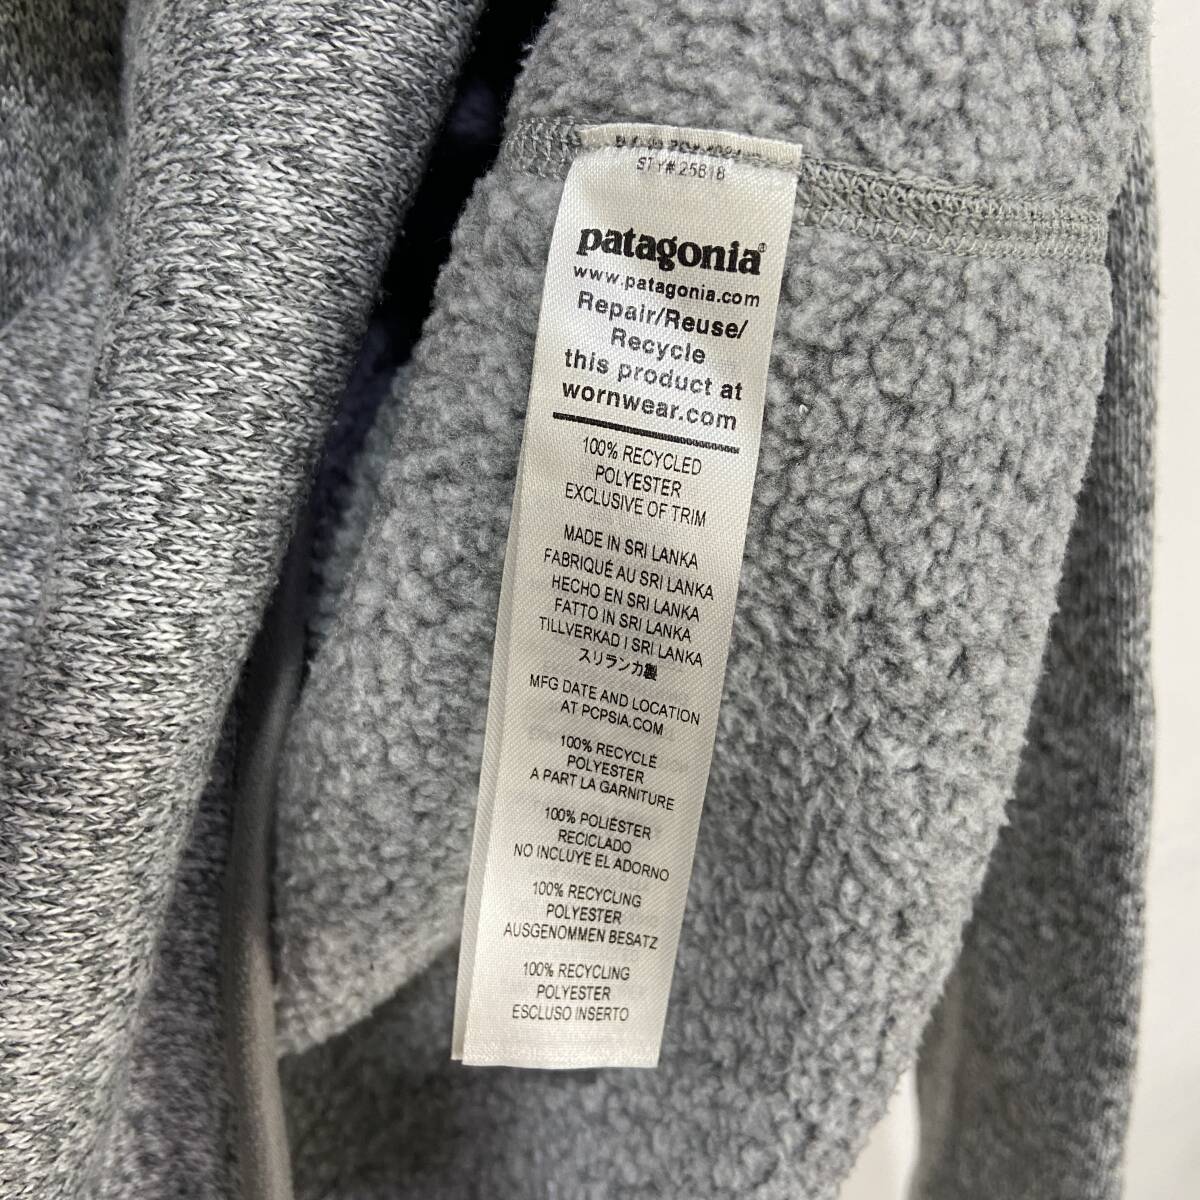 STY# 25618
patagonia®
www.patagonia.com
Repair/Reuse/
Recycle
this product at
wornwear.com
100% RECYCLED
POLYESTER
EXCLUSIVE OF TRIM
MADE IN SRI LANKA
FABRIQUÉ AU SRI LANKA
HECHO EN SRI LANKA
FATTO IN SRI LANKA
TILLVERKAD I SRI LANKA
スリランカ製
MFG DATE AND LOCATION
AT PCPSIA.COM
100% RECYCLÉ
POLYESTER
A PART LA GARNITURE
100% POLIÉSTER
RECICLADO
NO INCLUYE EL ADORNO
100% RECYCLING
POLYESTER
AUSGENOMMEN BESATZ
100% RECYCLING
POLYESTER
ESCLUSO INSERTO